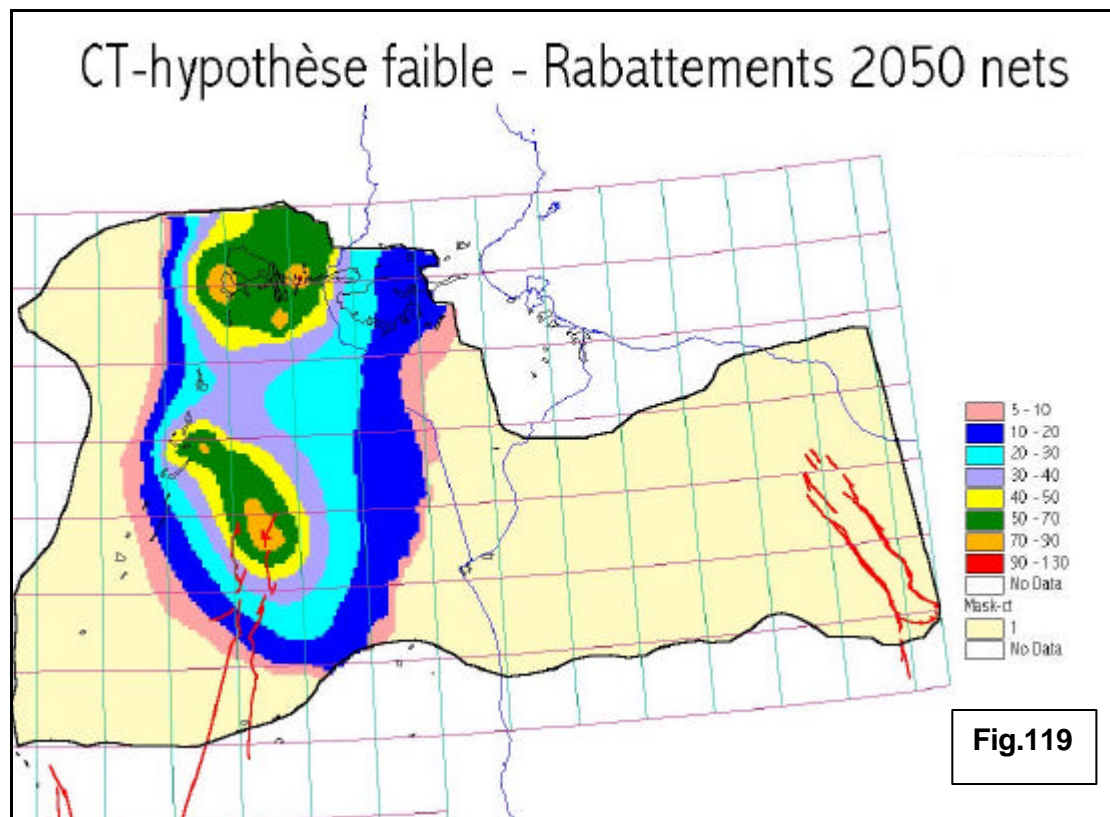 CT-hypothèse faible - Rabattements 2050 nets
5 - 10
10 - 20
20 - 30
30 - 40
40 - 50
50 - 70
70 - 90
90 - 130
No Data
Mask-ct
1
No Data
Fig.119